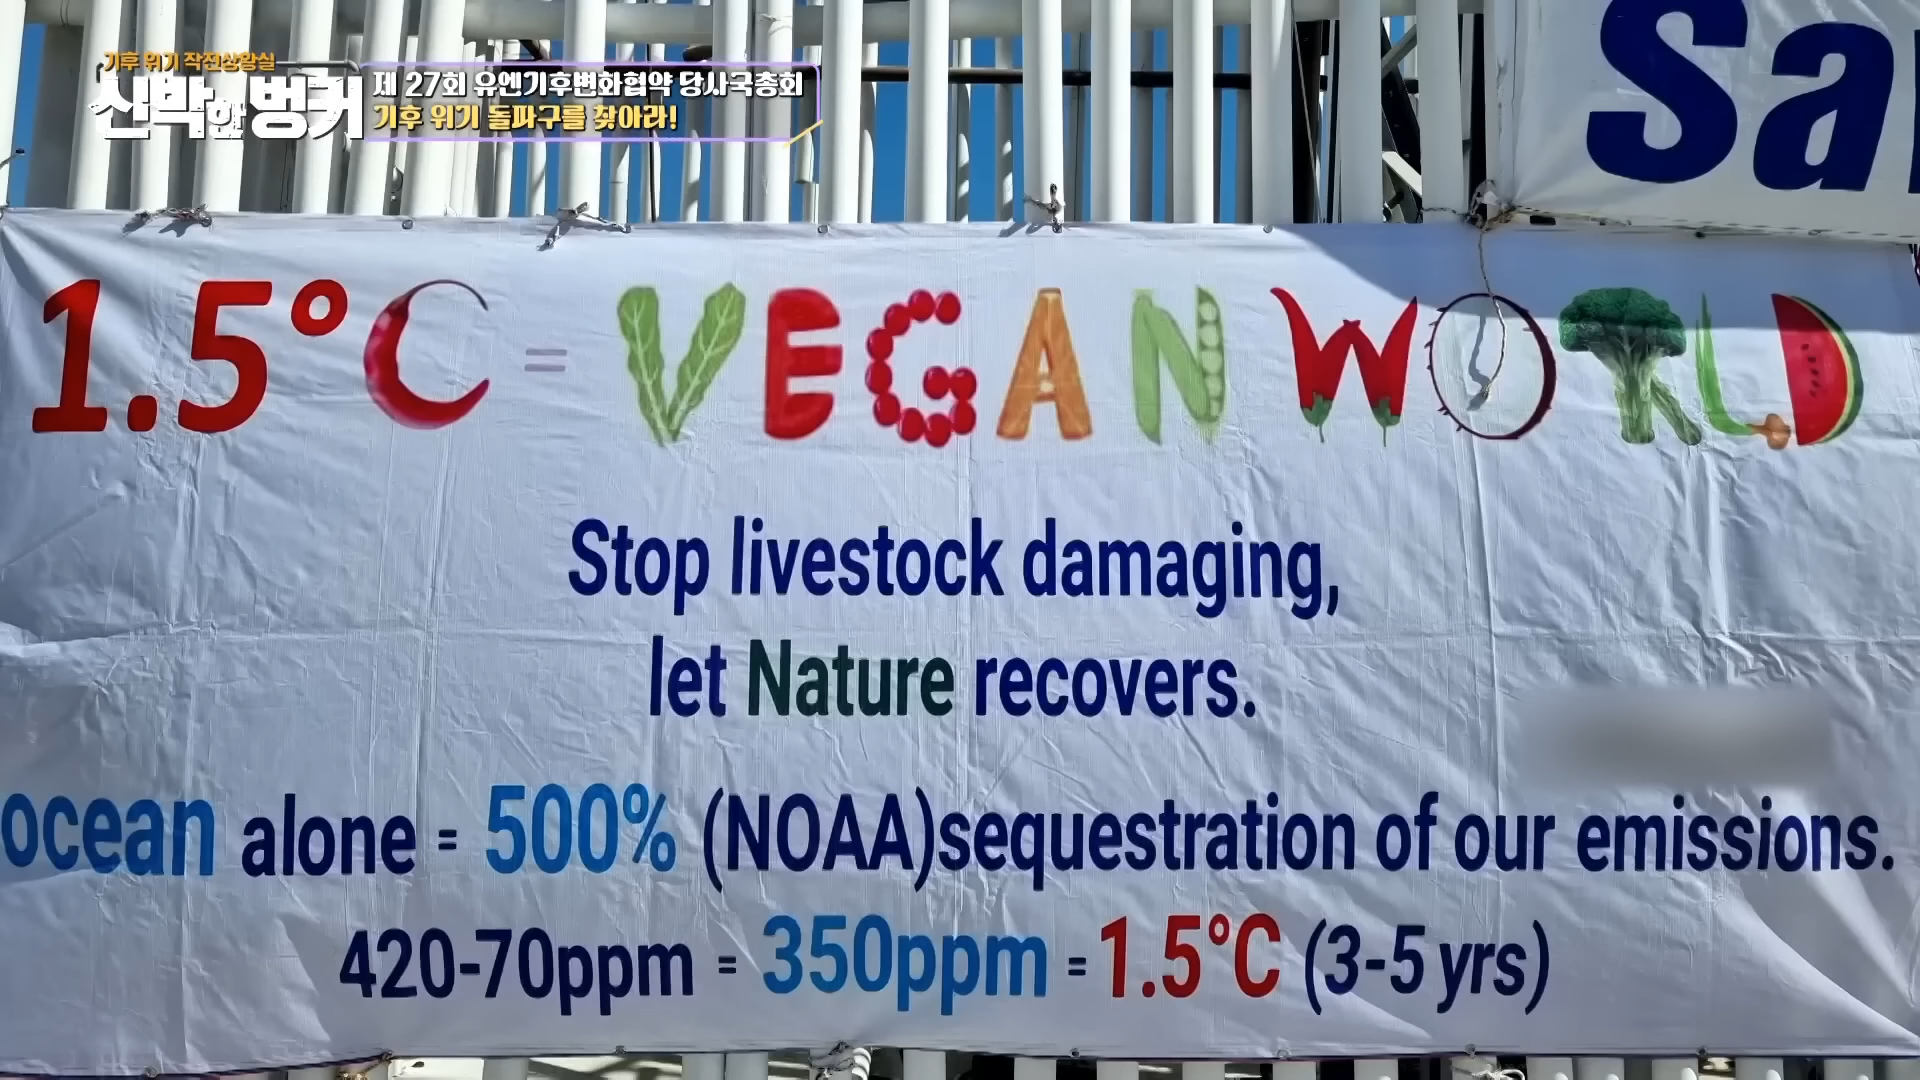 기후 위기 작전상황실
신박한 벙커
제 27회 유엔기후변화협약 당사국총회
기후 위기 돌파구를 찾아라!
Sa
1.5°C = VEGAN WORLD
Stop livestock damaging,
let Nature recovers.
ocean alone = 500% (NOAA)sequestration of our emissions.
420-70ppm = 350ppm = 1.5°C (3-5 yrs)